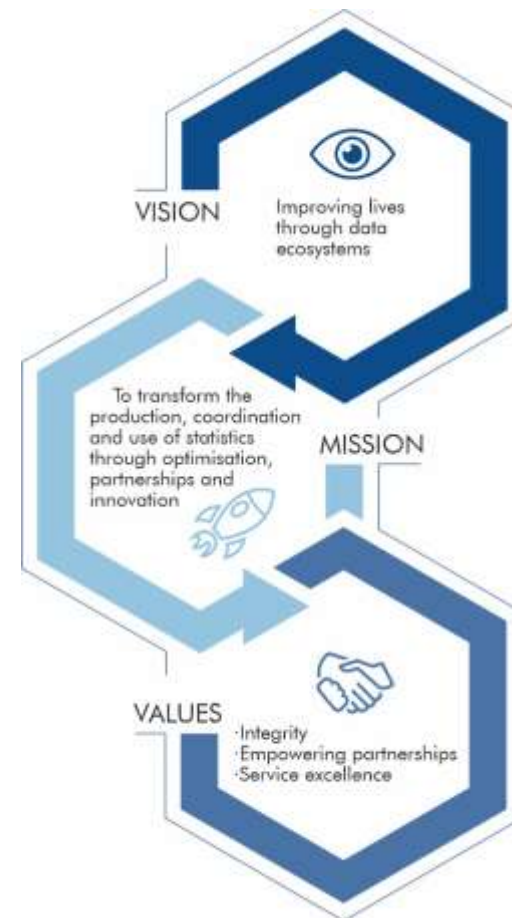 VISION
Improving lives
through data
ecosystems
To transform the
production, coordination
and use of statistics
through optimisation,
partnerships and
innovation
MISSION
VALUES
·Integrity
·Empowering partnerships
·Service excellence